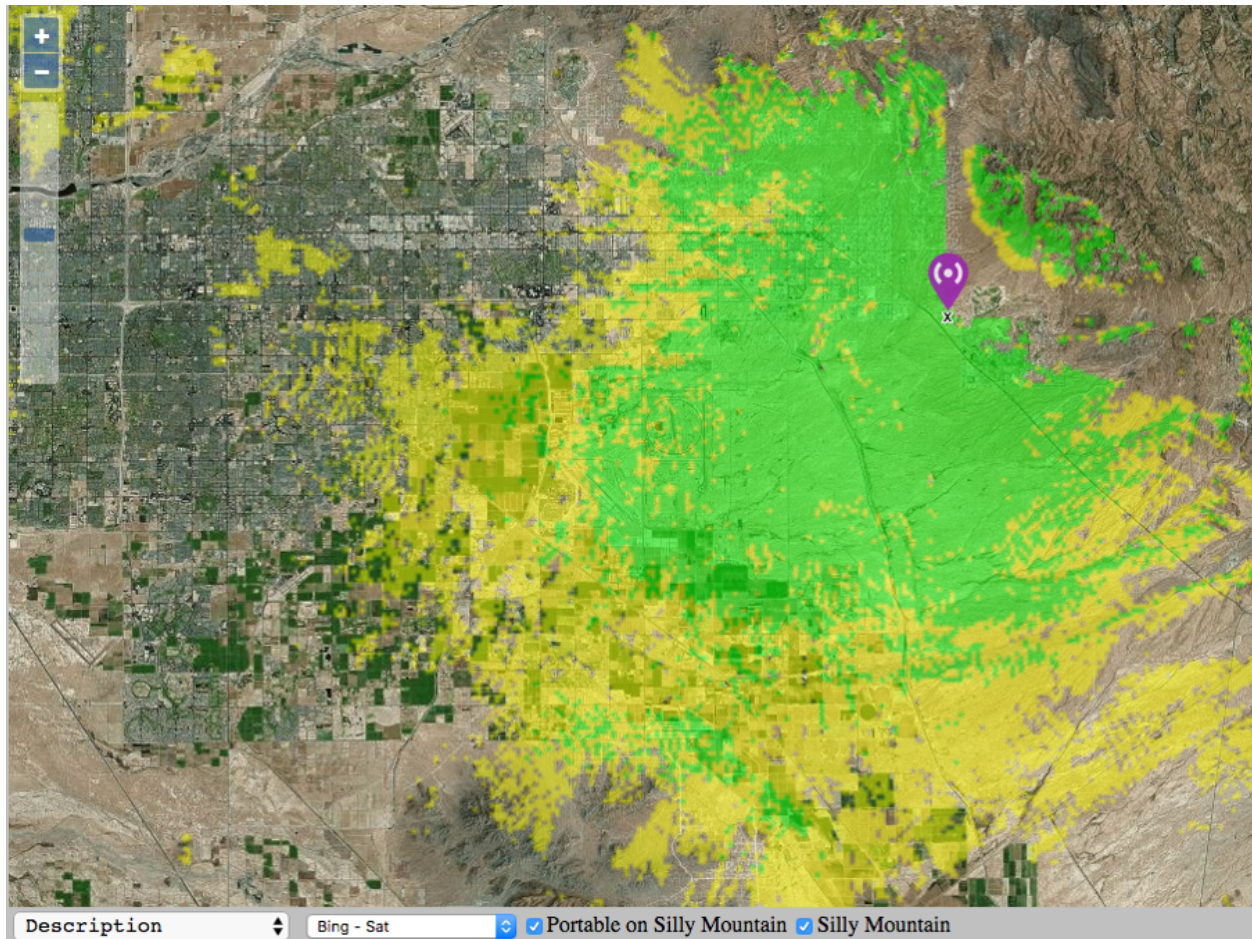 +
−
x
Description
Bing - Sat
Portable on Silly Mountain
Silly Mountain